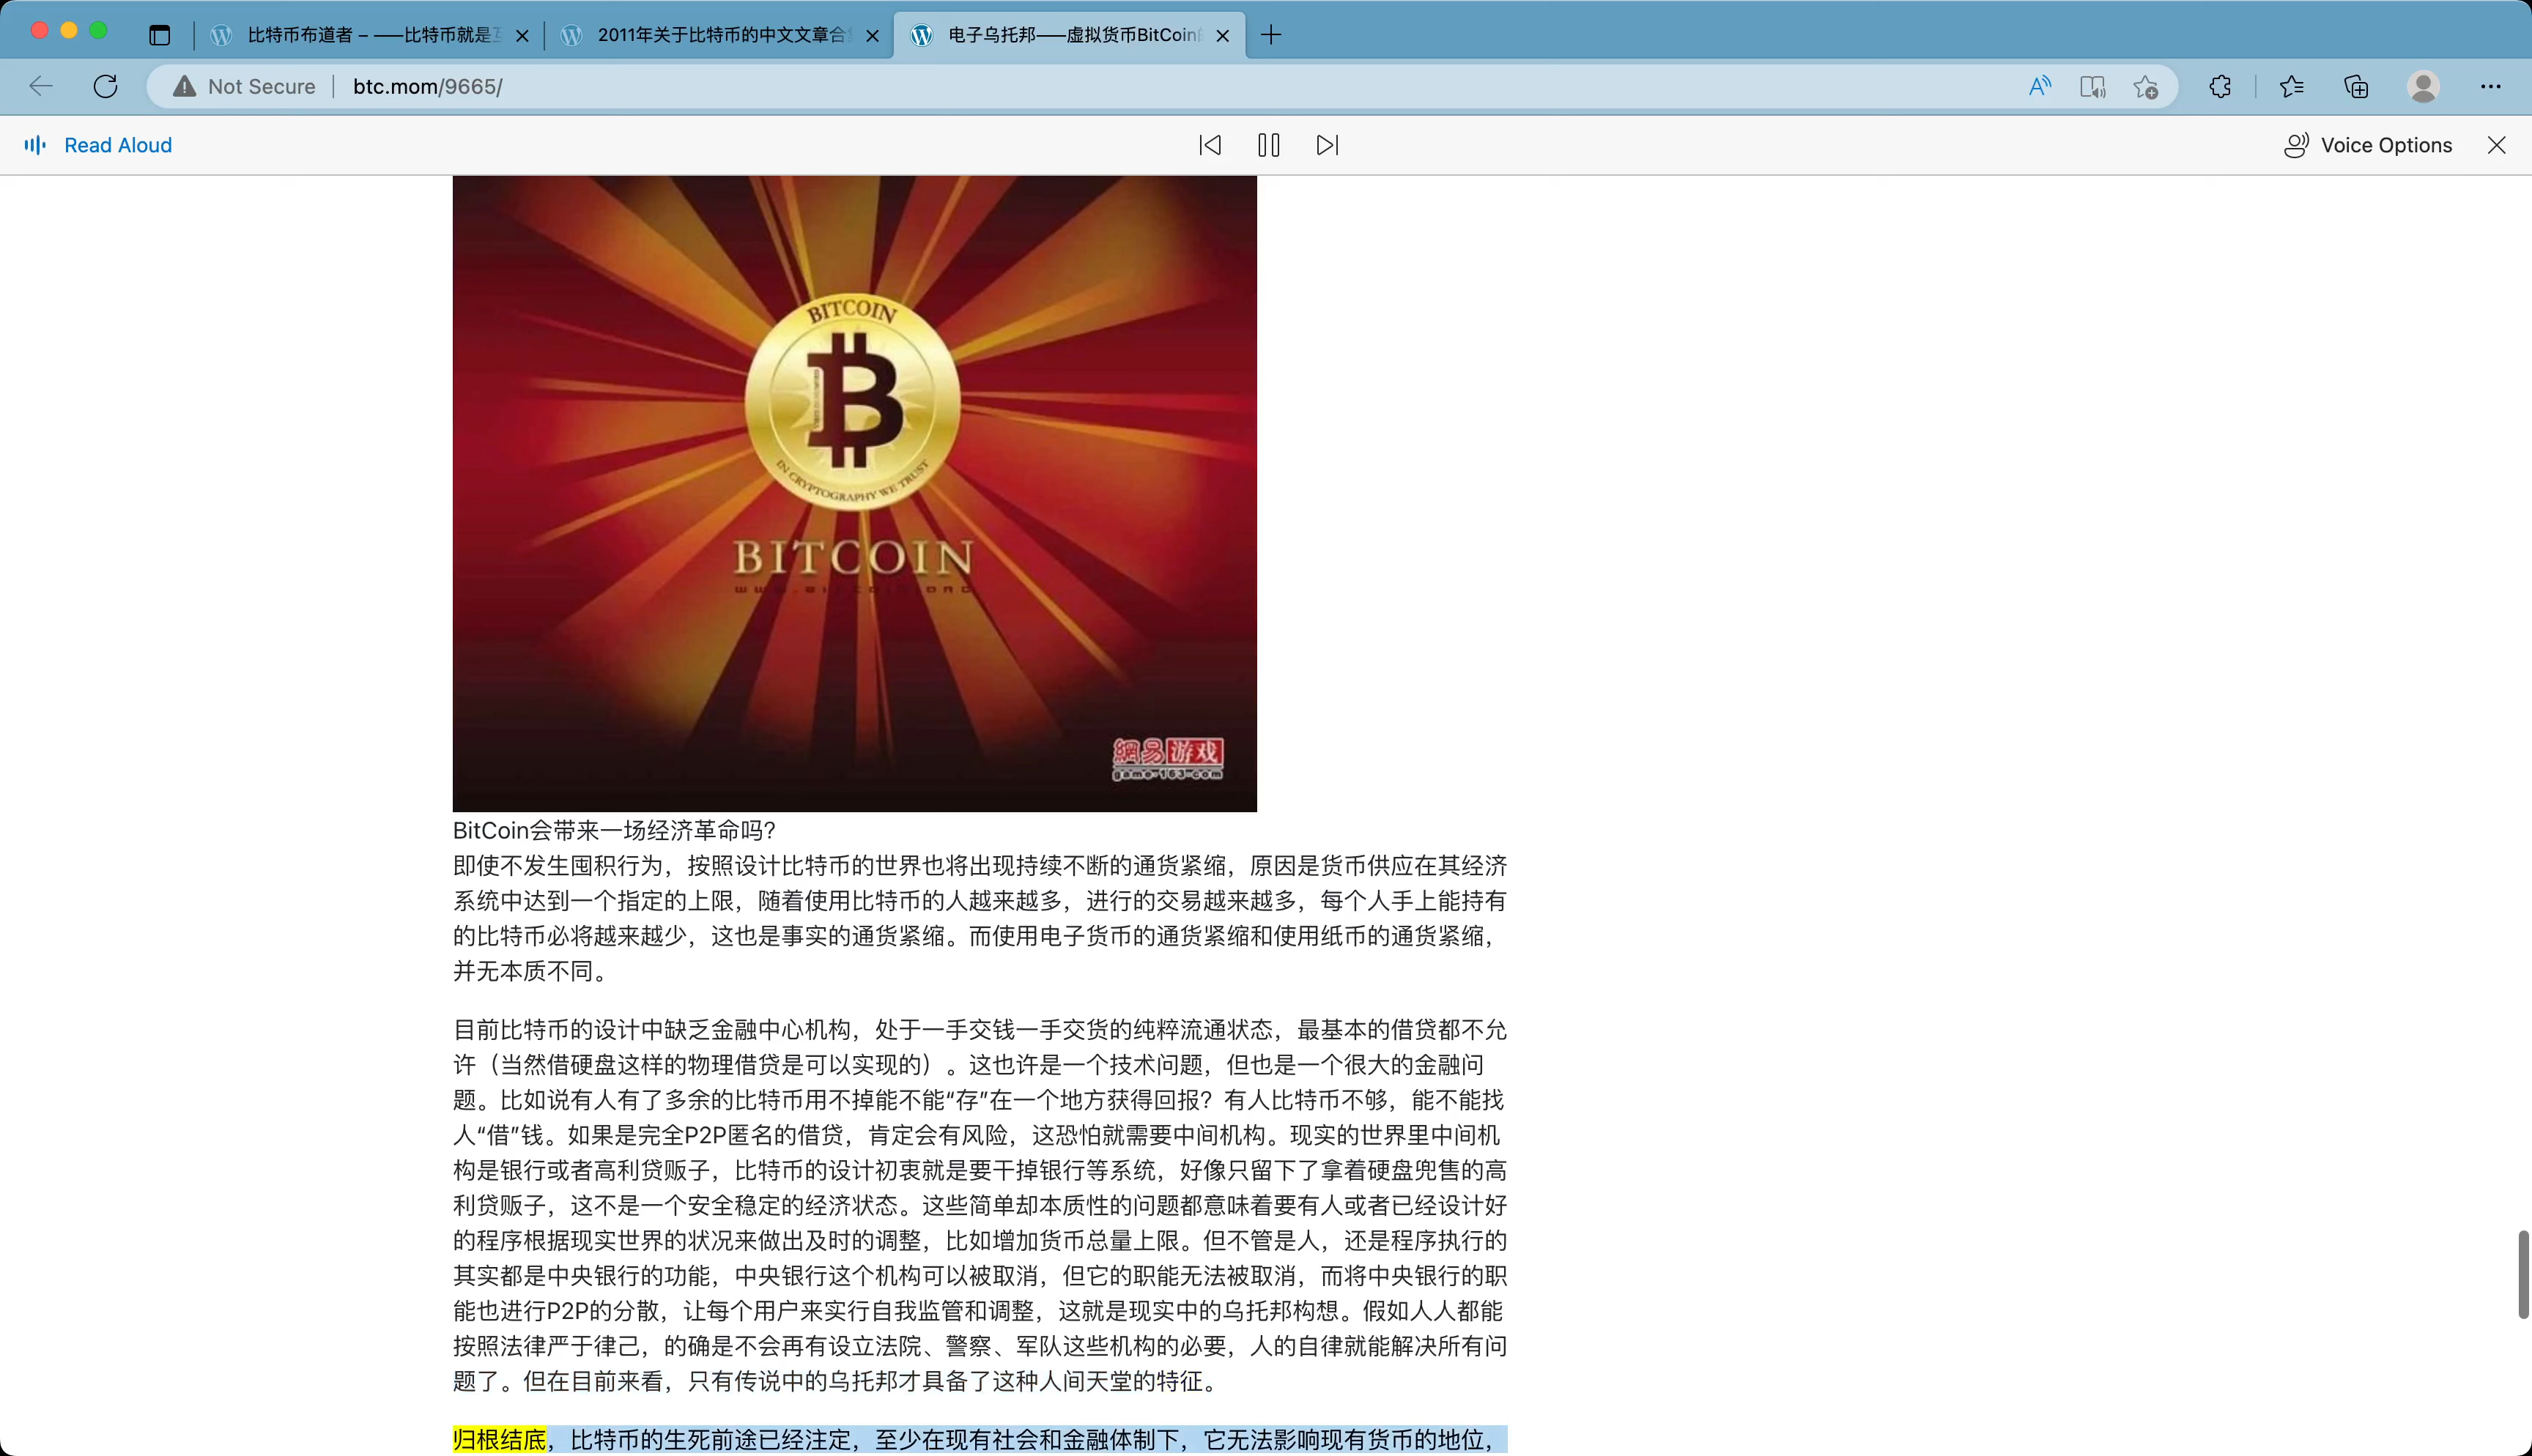 比特币布道者 – ——比特币就是互
2011年关于比特币的中文文章合集
电子乌托邦——虚拟货币BitCoin
Not Secure
btc.mom/9665/
Read Aloud
Voice Options
BITCOIN
IN CRYPTOGRAPHY WE TRUST
BITCOIN
WWW.BITCOIN.ORG
網易游戏
game·163·com
BitCoin会带来一场经济革命吗?
即使不发生囤积行为，按照设计比特币的世界也将出现持续不断的通货紧缩，原因是货币供应在其经济
系统中达到一个指定的上限，随着使用比特币的人越来越多，进行的交易越来越多，每个人手上能持有
的比特币必将越来越少，这也是事实的通货紧缩。而使用电子货币的通货紧缩和使用纸币的通货紧缩，
并无本质不同。
目前比特币的设计中缺乏金融中心机构，处于一手交钱一手交货的纯粹流通状态，最基本的借贷都不允
许（当然借硬盘这样的物理借贷是可以实现的）。这也许是一个技术问题，但也是一个很大的金融问
题。比如说有人有了多余的比特币用不掉能不能“存”在一个地方获得回报？有人比特币不够，能不能找
人“借”钱。如果是完全P2P匿名的借贷，肯定会有风险，这恐怕就需要中间机构。现实的世界里中间机
构是银行或者高利贷贩子，比特币的设计初衷就是要干掉银行等系统，好像只留下了拿着硬盘兜售的高
利贷贩子，这不是一个安全稳定的经济状态。这些简单却本质性的问题都意味着要有人或者已经设计好
的程序根据现实世界的状况来做出及时的调整，比如增加货币总量上限。但不管是人，还是程序执行的
其实都是中央银行的功能，中央银行这个机构可以被取消，但它的职能无法被取消，而将中央银行的职
能也进行P2P的分散，让每个用户来实行自我监管和调整，这就是现实中的乌托邦构想。假如人人都能
按照法律严于律己，的确是不会再有设立法院、警察、军队这些机构的必要，人的自律就能解决所有问
题了。但在目前来看，只有传说中的乌托邦才具备了这种人间天堂的特征。
归根结底，比特币的生死前途已经注定，至少在现有社会和金融体制下，它无法影响现有货币的地位，